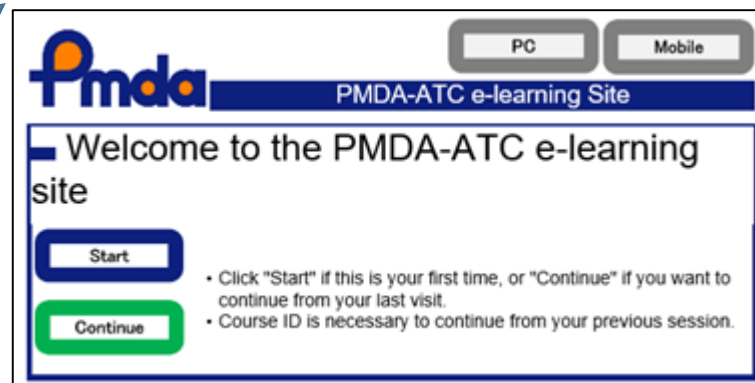 PC Mobile
Pmda
PMDA-ATC e-learning Site
Welcome to the PMDA-ATC e-learning
site
Start
• Click "Start" if this is your first time, or "Continue" if you want to
continue from your last visit.
Continue
• Course ID is necessary to continue from your previous session.